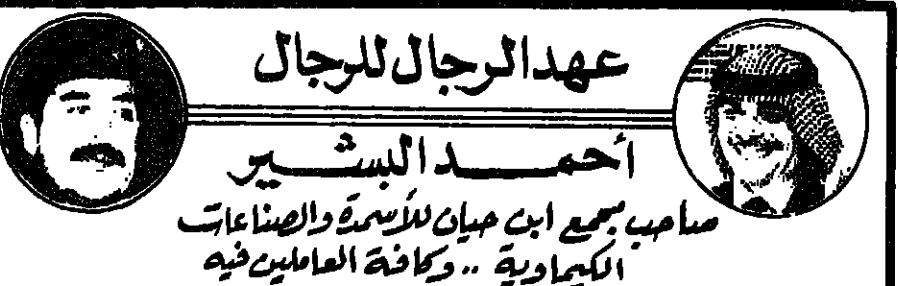 عهد الرجال للرجال
أحمد البشير
صاحب مجمع ابن حيان للأسمدة والصناعات
الكيماوية .. وكافة العاملين فيه